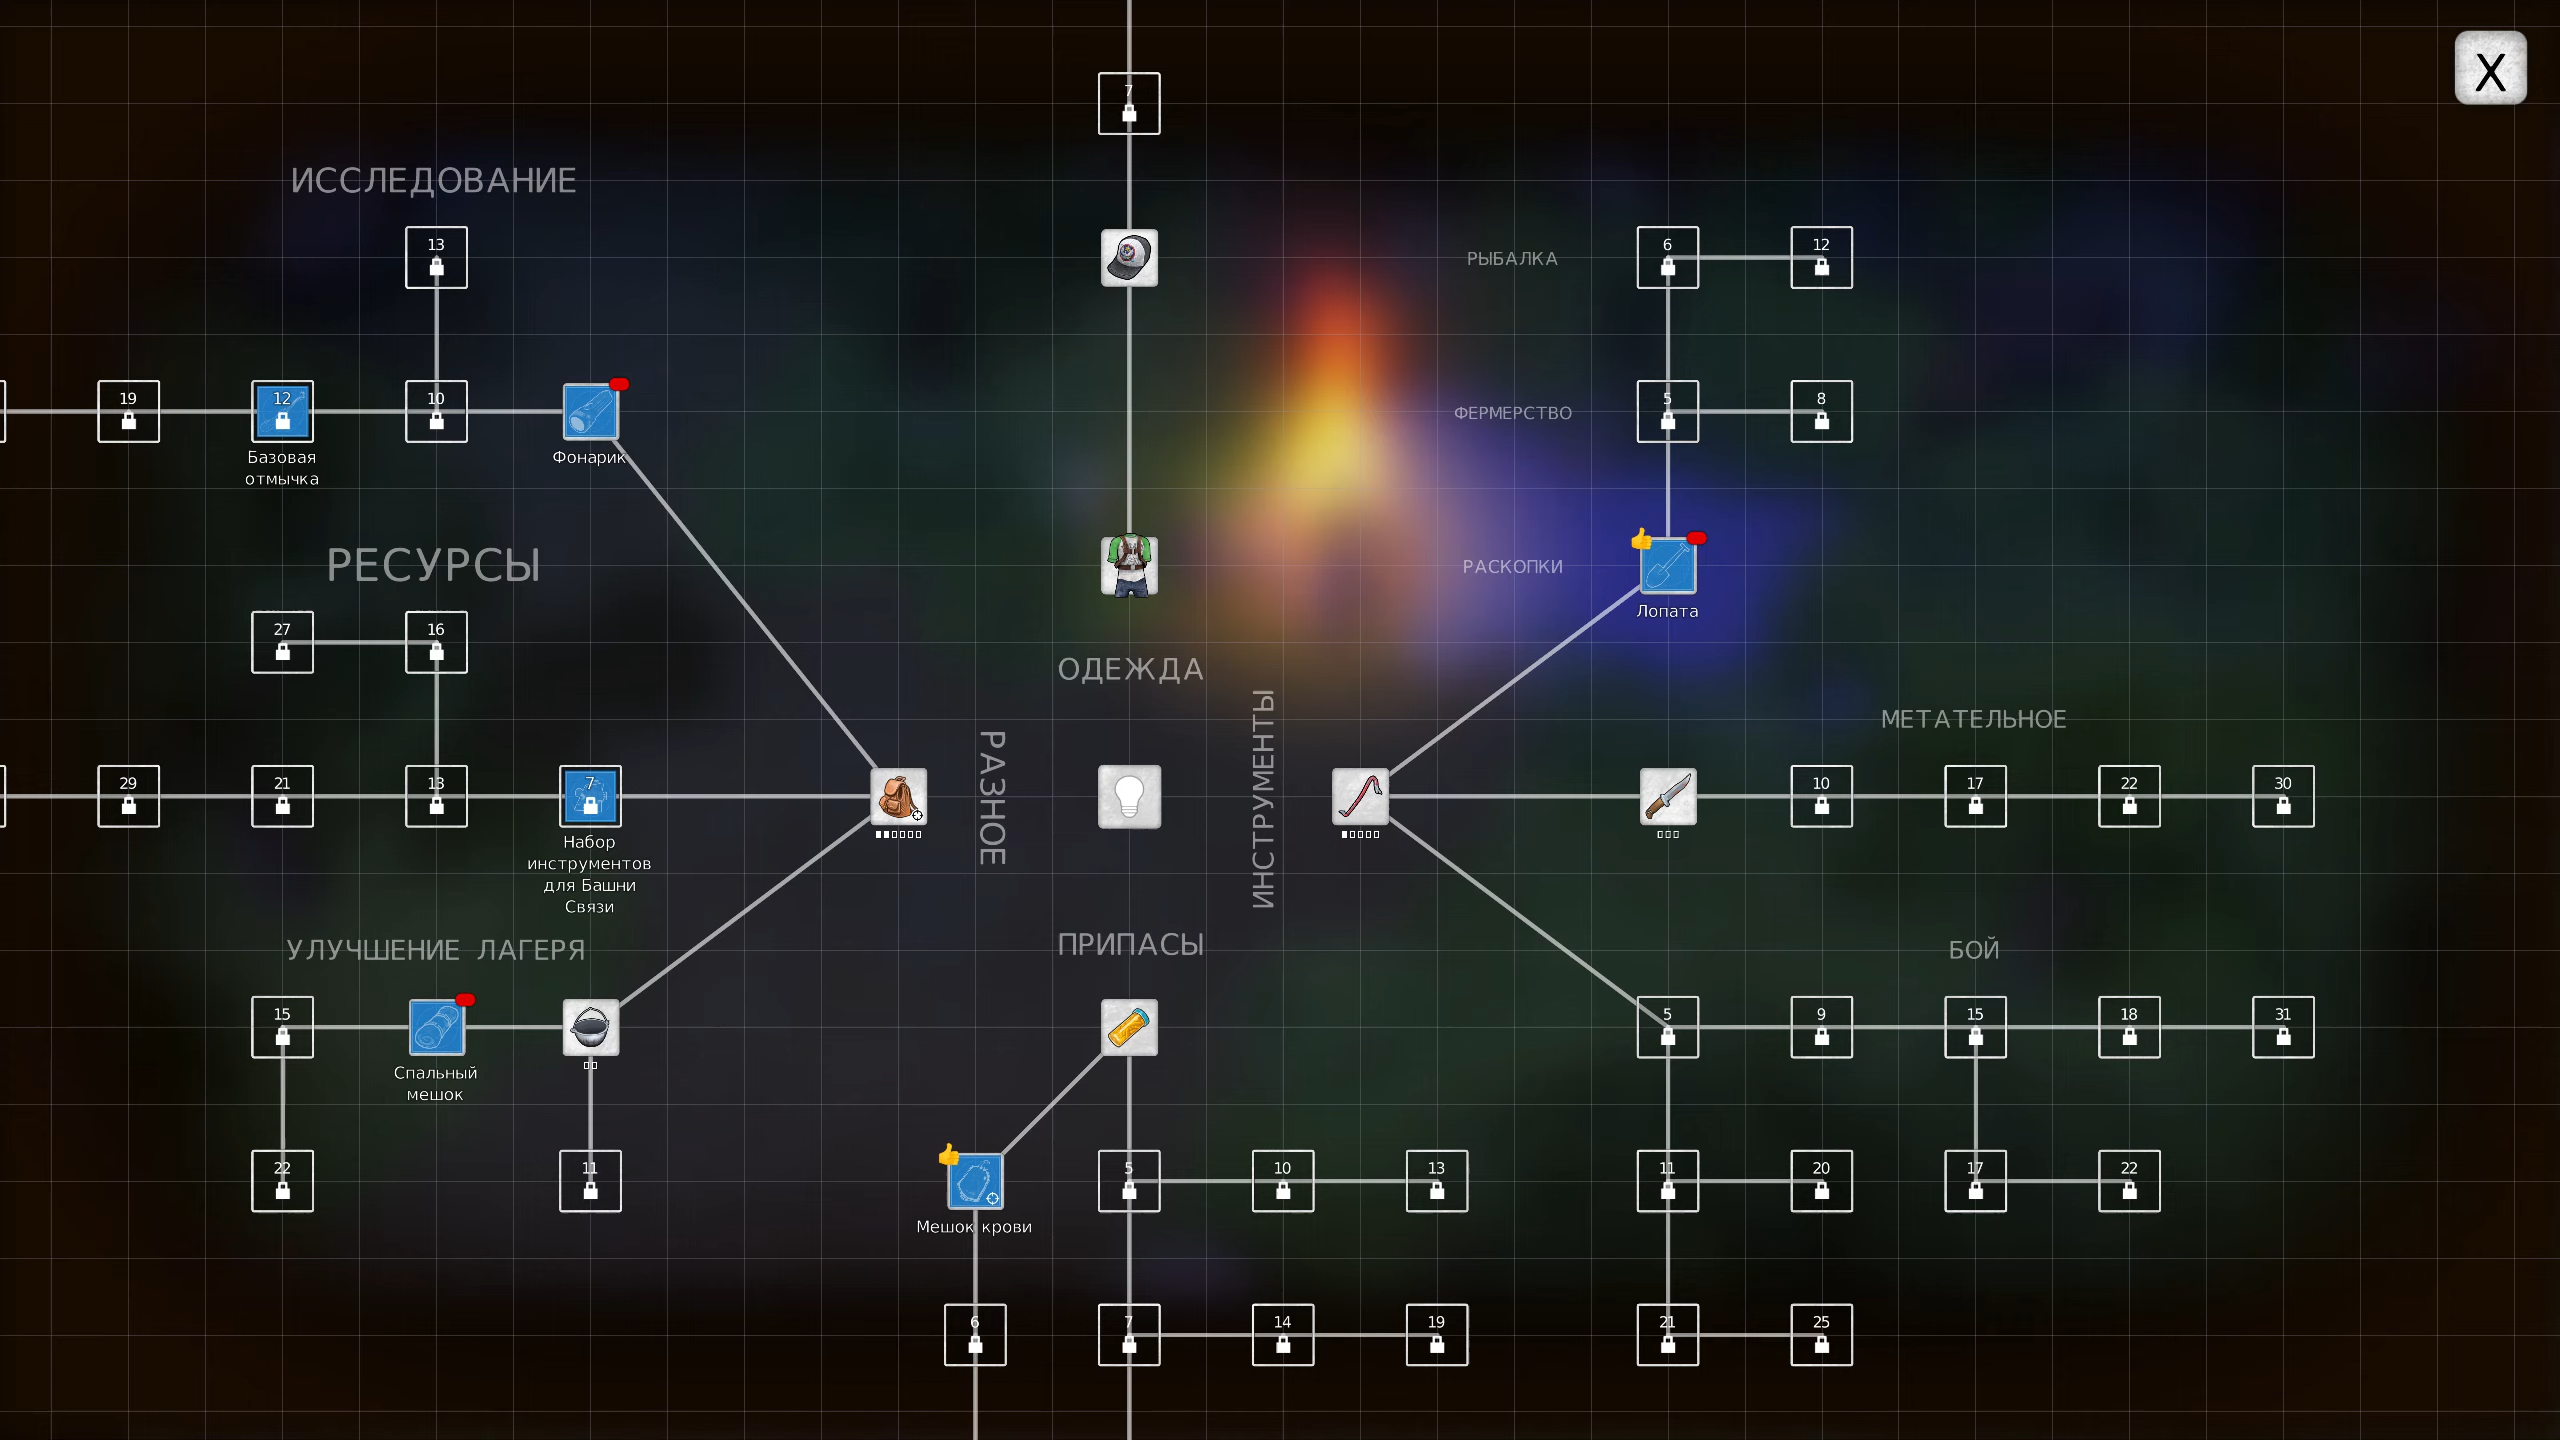 X
7
ИССЛЕДОВАНИЕ
13
РЫБАЛКА
6
12
19
12
10
ФЕРМЕРСТВО
5
8
Базовая
отмычка
Фонарик
РЕСУРСЫ
РАСКОПКИ
Лопата
27
16
ОДЕЖДА
РАЗНОЕ
ИНСТРУМЕНТЫ
МЕТАТЕЛЬНОЕ
29
21
13
7
10
17
22
30
Набор
инструментов
для Башни
Связи
УЛУЧШЕНИЕ ЛАГЕРЯ
ПРИПАСЫ
БОЙ
15
5
9
15
18
31
Спальный
мешок
22
11
5
10
13
11
20
17
22
Мешок крови
6
7
14
19
21
25